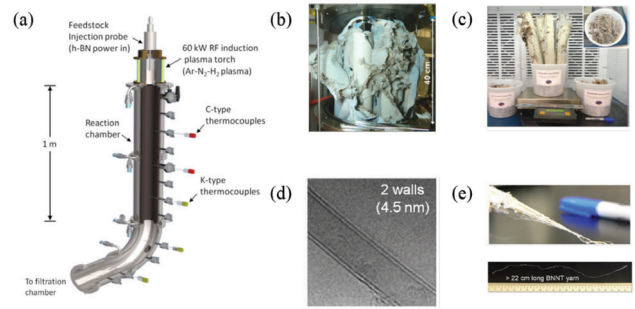 (a)
Feedstock
Injection probe
(h-BN power in)
60 kW RF induction
plasma torch
(Ar-N2-H2 plasma)
1 m
Reaction
chamber
C-type
thermocouples
K-type
thermocouples
To filtration
chamber
(b)
40 cm
(c)
(d)
2 walls
(4.5 nm)
(e)
> 22 cm long BNNT yarn